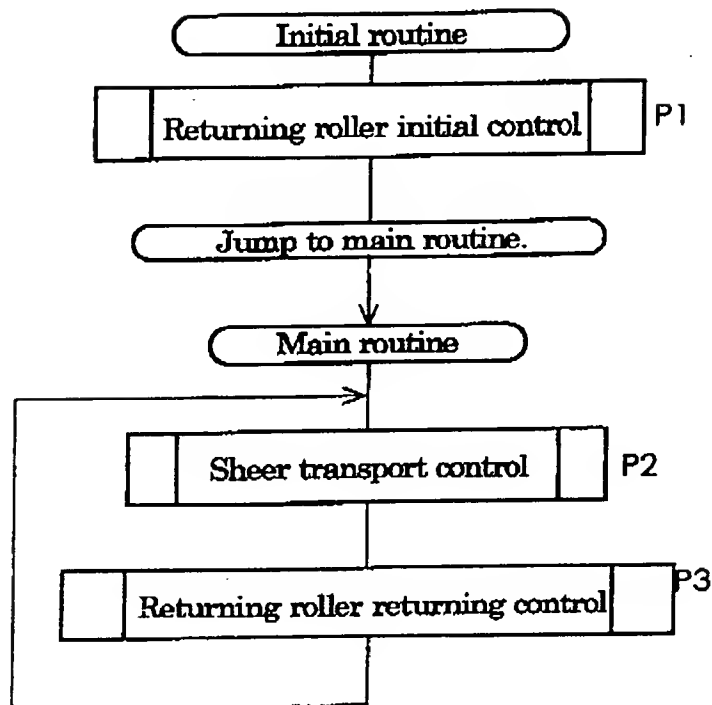 Initial routine
Returning roller initial control
P1
Jump to main routine.
Main routine
Sheer transport control
P2
Returning roller returning control
P3